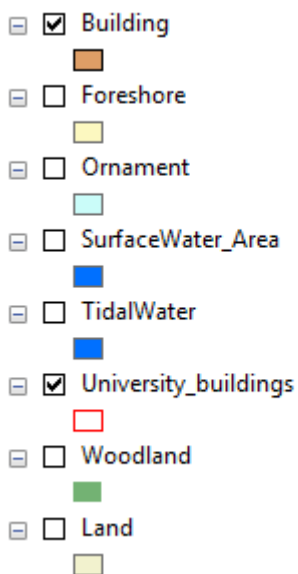 Building
Foreshore
Ornament
SurfaceWater_Area
TidalWater
University_buildings
Woodland
Land